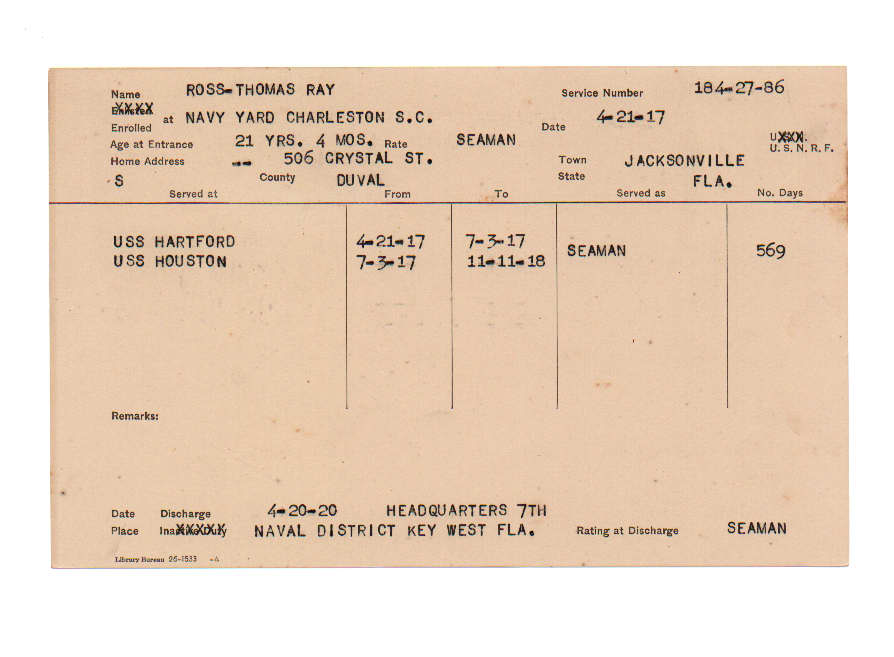 Name ROSS-THOMAS RAY Service Number 184-27-86
Enlisted
Enrolled at NAVY YARD CHARLESTON S.C. Date 4-21-17
Age at Entrance 21 YRS. 4 MOS. Rate SEAMAN U.S.N.
U. S. N. R. F.
Home Address -- 506 CRYSTAL ST. Town JACKSONVILLE
S County DUVAL State FLA.
Served at From To Served as No. Days
USS HARTFORD 4-21-17 7-3-17 SEAMAN 569
USS HOUSTON 7-3-17 11-11-18
Remarks:
Date Discharge 4-20-20 HEADQUARTERS 7TH
Place Inactive Duty NAVAL DISTRICT KEY WEST FLA. Rating at Discharge SEAMAN
Library Bureau 26-1533 -A